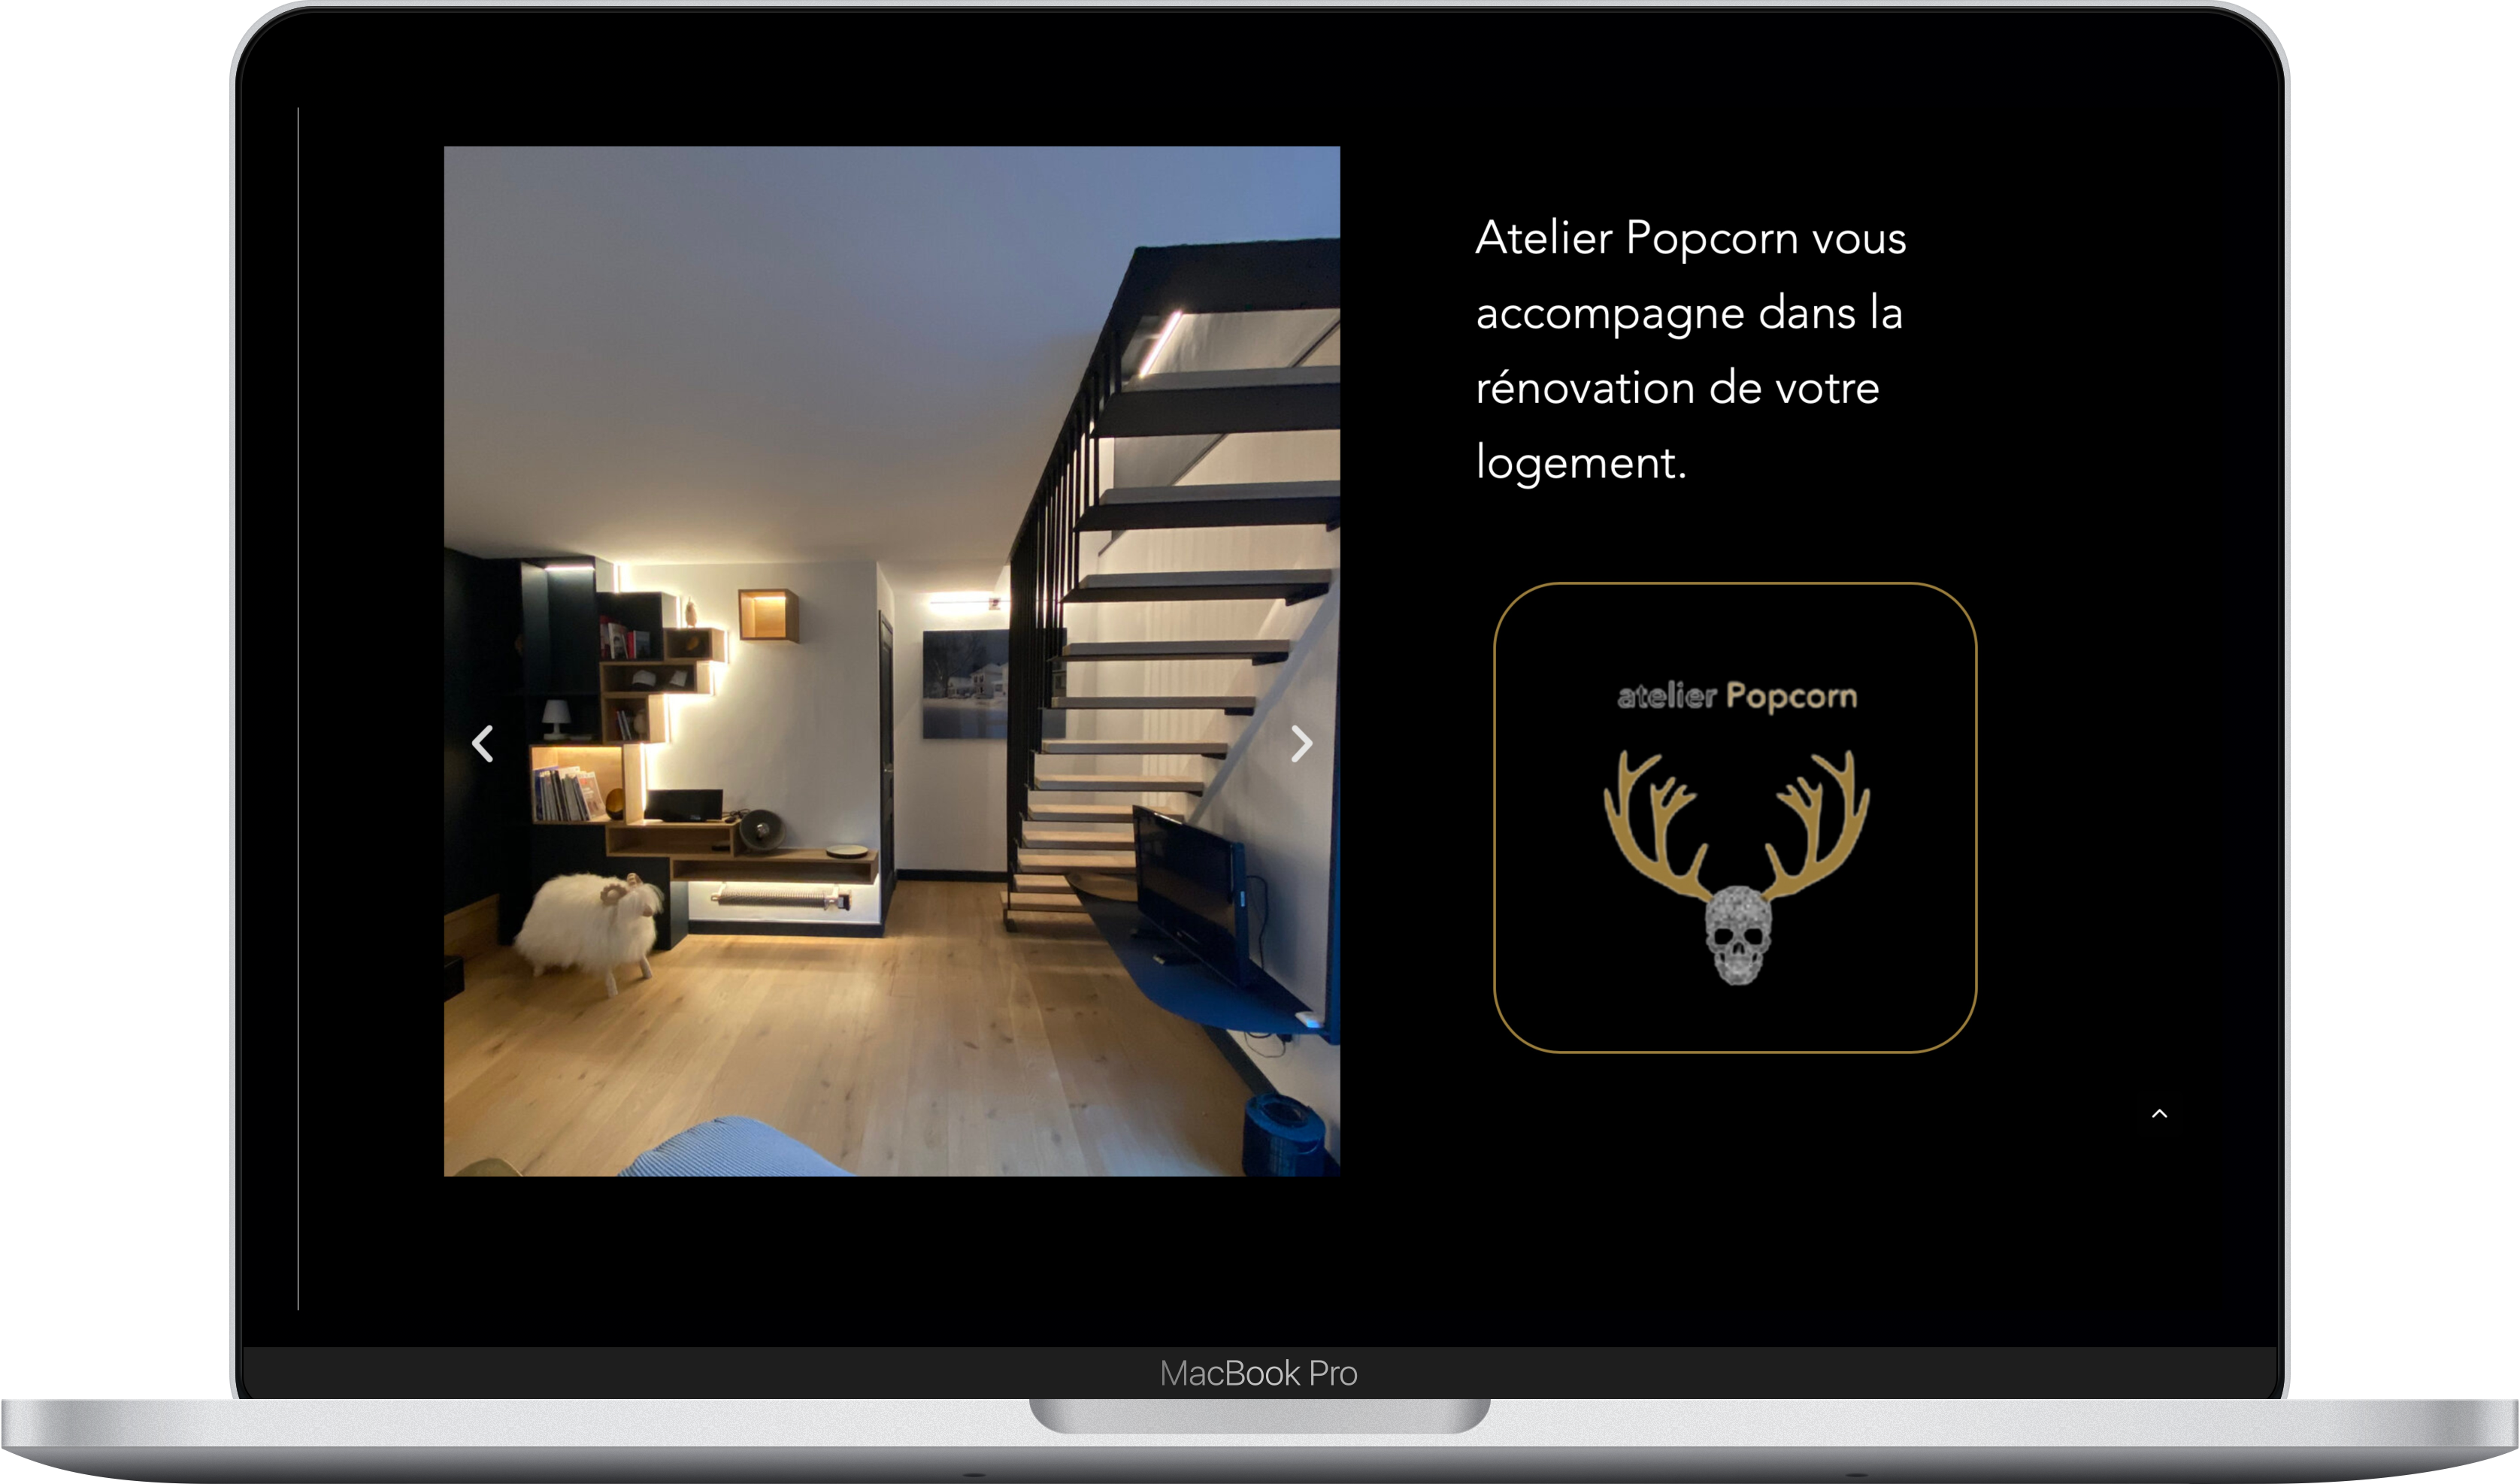 Atelier Popcorn vous
accompagne dans la
rénovation de votre
logement.
atelier Popcorn
MacBook Pro